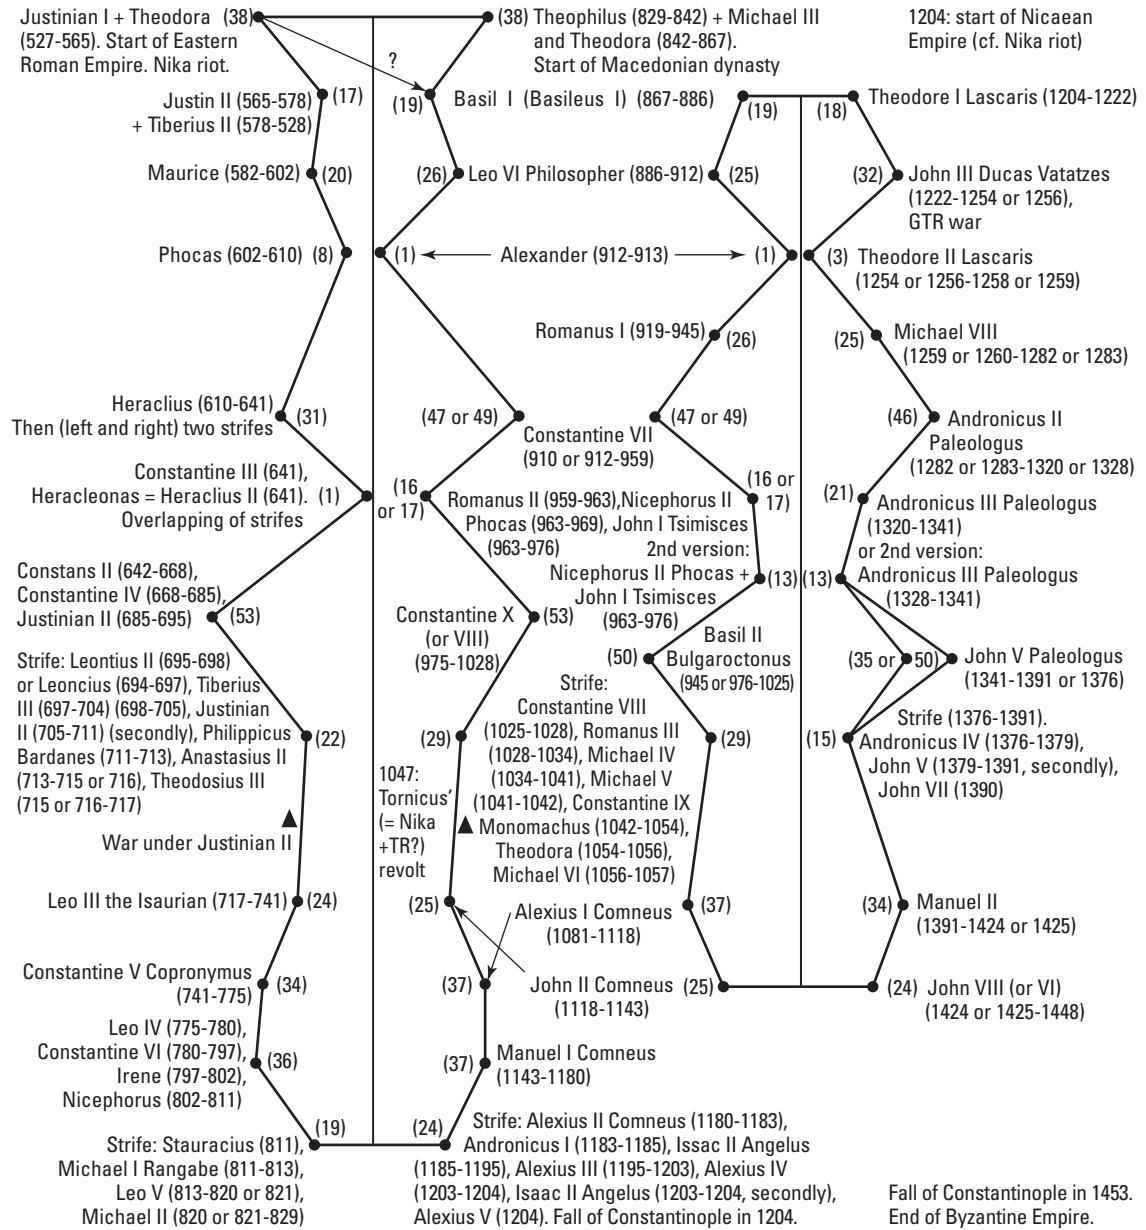 Justinian I + Theodora (38)
(527-565). Start of Eastern
Roman Empire. Nika riot.
(38) Theophilus (829-842) + Michael III
and Theodora (842-867).
Start of Macedonian dynasty
1204: start of Nicaean
Empire (cf. Nika riot)
?
Justin II (565-578)
+ Tiberius II (578-528)
(17)
(19)
Basil I (Basileus I) (867-886)
(19)
(18)
Theodore I Lascaris (1204-1222)
Maurice (582-602)
(20)
(26)
Leo VI Philosopher (886-912)
(25)
(32)
John III Ducas Vatatzes
(1222-1254 or 1256),
GTR war
Phocas (602-610)
(8)
(1)
Alexander (912-913)
(1)
(3)
Theodore II Lascaris
(1254 or 1256-1258 or 1259)
Romanus I (919-945)
(26)
(25)
Michael VIII
(1259 or 1260-1282 or 1283)
Heraclius (610-641)
Then (left and right) two strifes
(31)
(47 or 49)
Constantine VII
(910 or 912-959)
(47 or 49)
(46)
Andronicus II
Paleologus
(1282 or 1283-1320 or 1328)
Constantine III (641),
Heracleonas = Heraclius II (641).
Overlapping of strifes
(1)
(16
or 17)
Romanus II (959-963),Nicephorus II
Phocas (963-969), John I Tsimisces
(963-976)
2nd version:
Nicephorus II Phocas +
John I Tsimisces
(963-976)
(16 or
17)
(13)
(21)
Andronicus III Paleologus
(1320-1341)
or 2nd version:
(13)
Andronicus III Paleologus
(1328-1341)
Constans II (642-668),
Constantine IV (668-685),
Justinian II (685-695)
(53)
Constantine X
(or VIII)
(975-1028)
(53)
(50)
Basil II
Bulgaroctonus
(945 or 976-1025)
(35 or
50)
John V Paleologus
(1341-1391 or 1376)
Strife: Leontius II (695-698)
or Leoncius (694-697), Tiberius
III (697-704) (698-705), Justinian
II (705-711) (secondly), Philippicus
Bardanes (711-713), Anastasius II
(713-715 or 716), Theodosius III
(715 or 716-717)
(22)
(29)
Strife:
Constantine VIII
(1025-1028), Romanus III
(1028-1034), Michael IV
(1034-1041), Michael V
(1041-1042), Constantine IX
Monomachus (1042-1054),
Theodora (1054-1056),
Michael VI (1056-1057)
(29)
(15)
Strife (1376-1391).
Andronicus IV (1376-1379),
John V (1379-1391, secondly),
John VII (1390)
War under Justinian II
1047:
Tornicus'
(= Nika
+TR?)
revolt
Leo III the Isaurian (717-741)
(24)
(25)
Alexius I Comneus
(1081-1118)
(37)
(34)
Manuel II
(1391-1424 or 1425)
Constantine V Copronymus
(741-775)
(34)
(37)
John II Comneus
(1118-1143)
(25)
(24)
John VIII (or VI)
(1424 or 1425-1448)
Leo IV (775-780),
Constantine VI (780-797),
Irene (797-802),
Nicephorus (802-811)
(36)
(37)
Manuel I Comneus
(1143-1180)
(19)
Strife: Stauracius (811),
Michael I Rangabe (811-813),
Leo V (813-820 or 821),
Michael II (820 or 821-829)
(24)
Strife: Alexius II Comneus (1180-1183),
Andronicus I (1183-1185), Issac II Angelus
(1185-1195), Alexius III (1195-1203), Alexius IV
(1203-1204), Isaac II Angelus (1203-1204, secondly),
Alexius V (1204). Fall of Constantinople in 1204.
Fall of Constantinople in 1453.
End of Byzantine Empire.